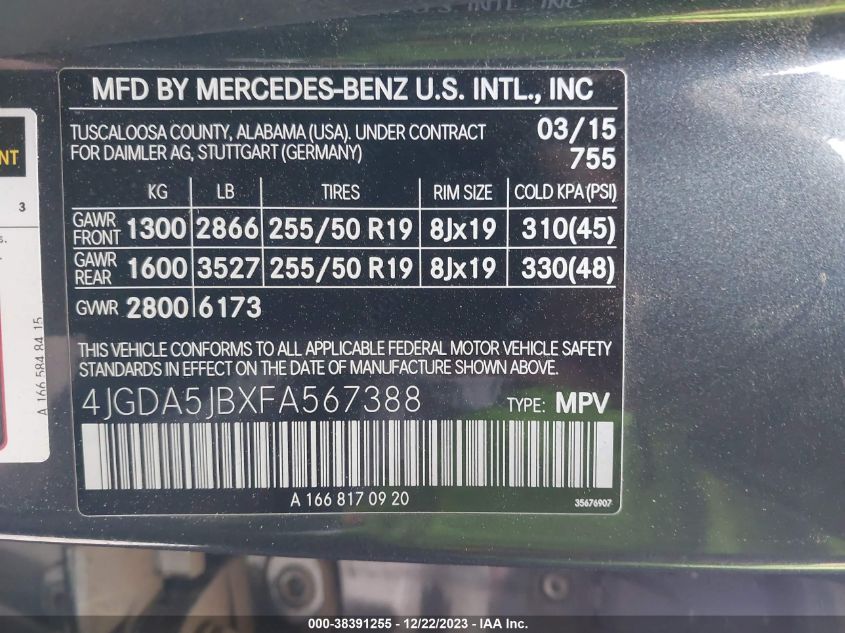 U.S. INTL., INC
MFD BY MERCEDES-BENZ U.S. INTL., INC
TUSCALOOSA COUNTY, ALABAMA (USA). UNDER CONTRACT
FOR DAIMLER AG, STUTTGART (GERMANY)
03/15
755
KG LB TIRES RIM SIZE COLD KPA(PSI)
GAWR FRONT 1300 2866 255/50 R19 8Jx19 310(45)
GAWR REAR 1600 3527 255/50 R19 8Jx19 330(48)
GVWR 2800 6173
THIS VEHICLE CONFORMS TO ALL APPLICABLE FEDERAL MOTOR VEHICLE SAFETY
STANDARDS IN EFFECT ON THE DATE OF MANUFACTURE SHOWN ABOVE.
4JGDA5JBXFA567388 TYPE: MPV
A 166 817 09 20
35676907
NT
3
s.
A 166 584 84 15
000-38391255 - 12/22/2023 - IAA Inc.